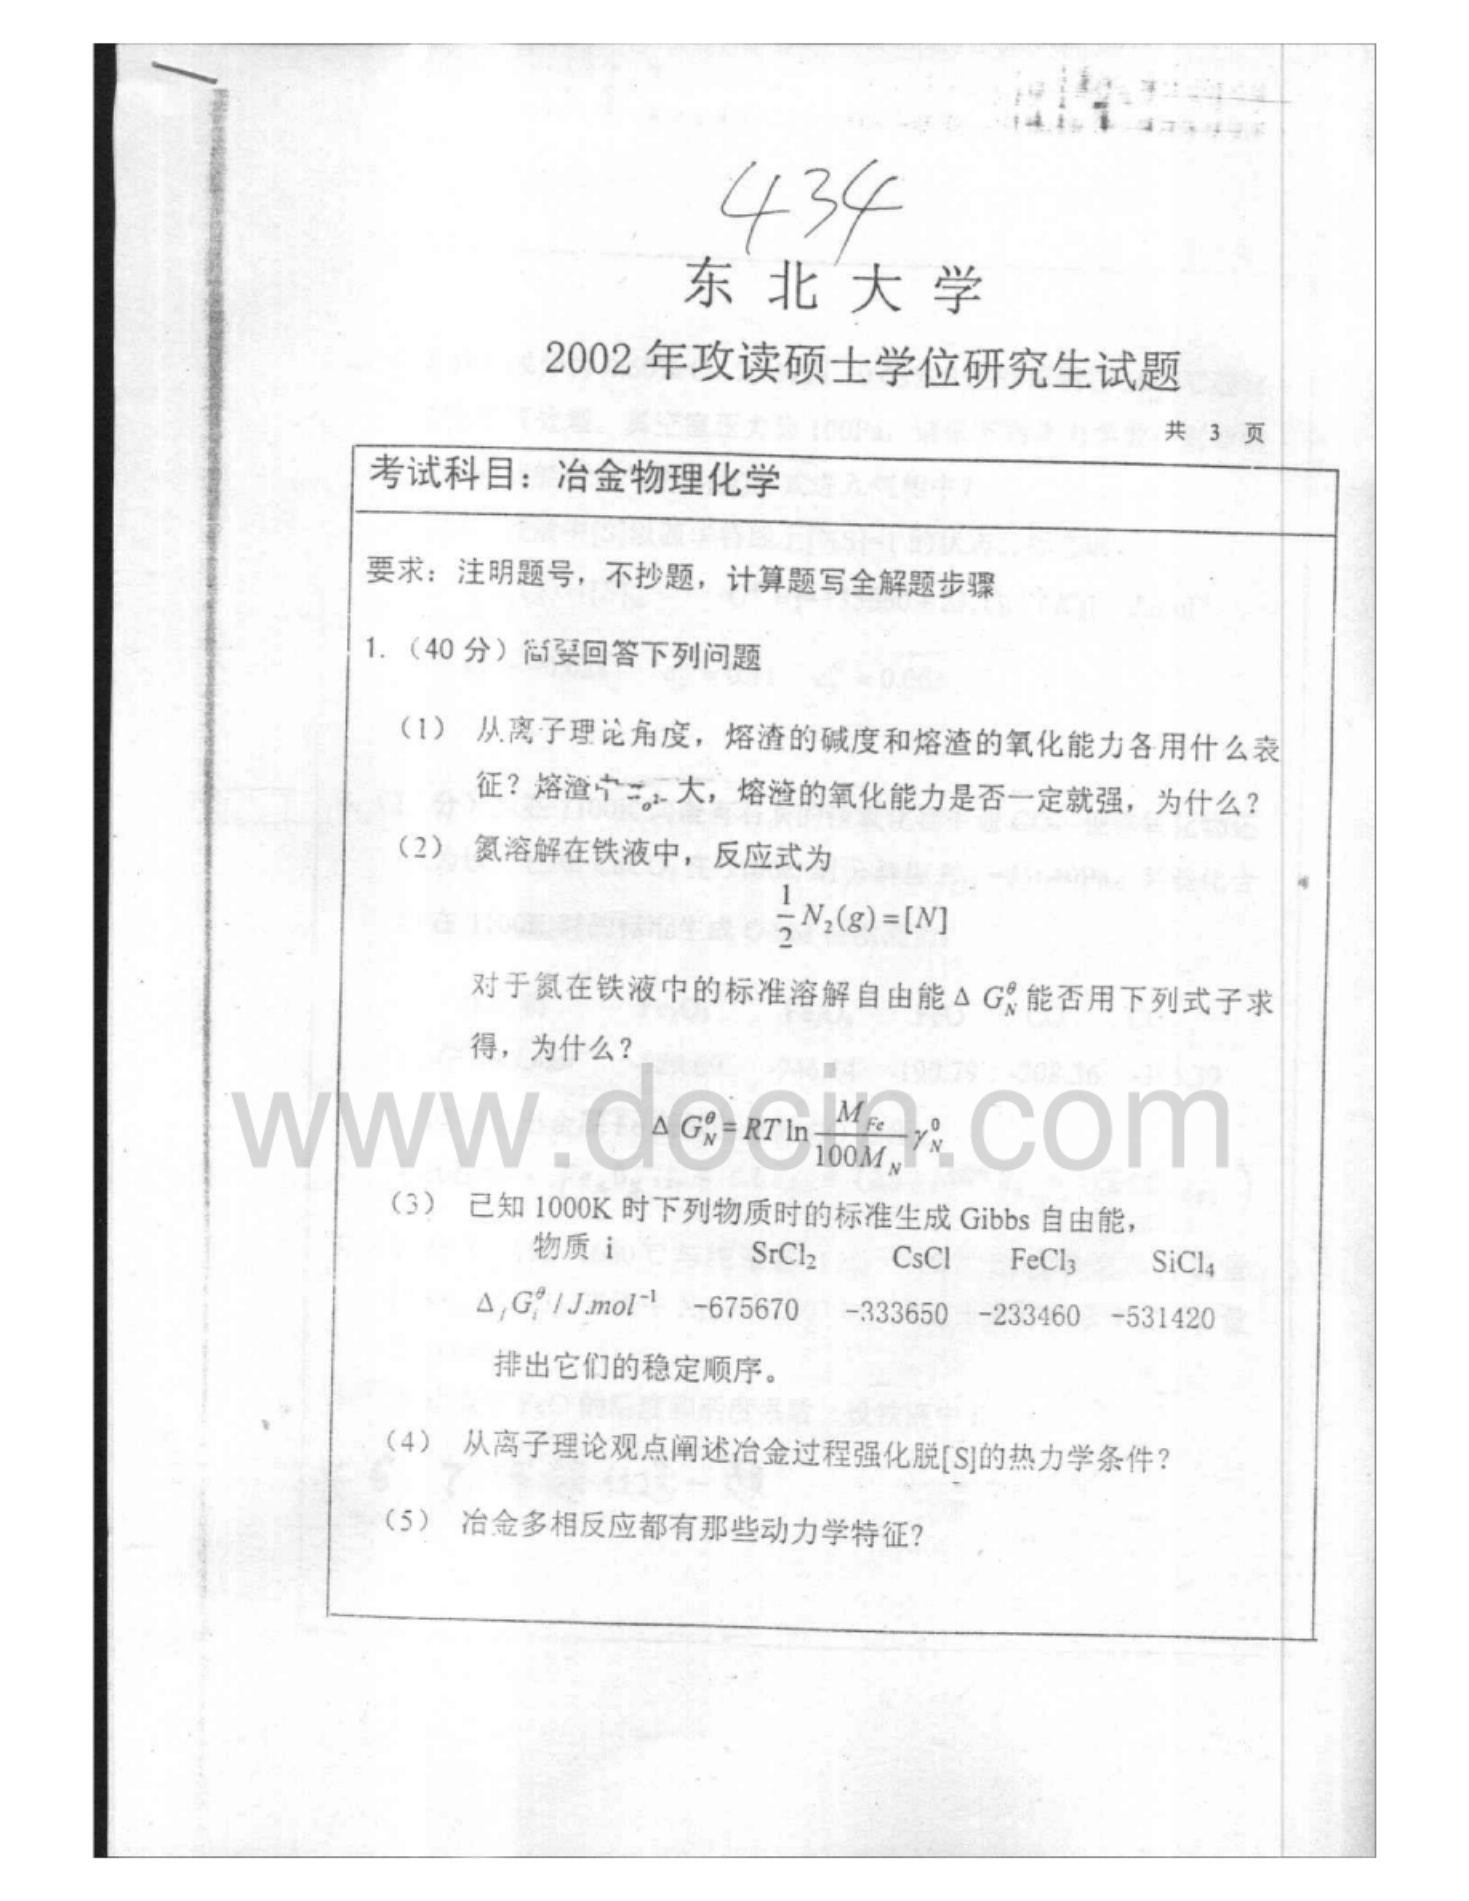 434
东北大学
2002年攻读硕士学位研究生试题
共 3 页
考试科目：冶金物理化学
要求：注明题号，不抄题，计算题写全解题步骤
1.（40分）简要回答下列问题
（1） 从离子理论角度，熔渣的碱度和熔渣的氧化能力各用什么表
征？熔渣中 O²⁻ 大，熔渣的氧化能力是否一定就强，为什么？
（2） 氮溶解在铁液中，反应式为
1/2 N₂(g)=[N]
对于氮在铁液中的标准溶解自由能Δ G_N^θ 能否用下列式子求
得，为什么？
Δ G_N^θ = RT ln M_Fe/100M_N γ_N^0
（3） 已知1000K时下列物质时的标准生成Gibbs自由能，
物质 i SrCl₂ CsCl FeCl₃ SiCl₄
Δ_f G_i^θ / J.mol⁻¹ -675670 -333650 -233460 -531420
排出它们的稳定顺序。
（4） 从离子理论观点阐述冶金过程强化脱[S]的热力学条件？
（5） 冶金多相反应都有那些动力学特征？
www.docin.com